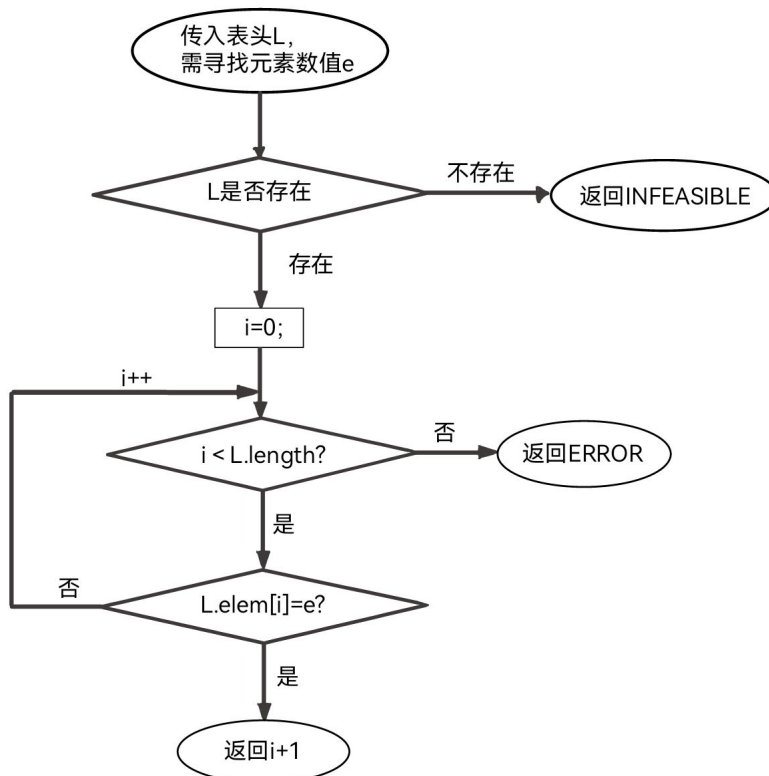 传入表头L，
需寻找元素数值e
L是否存在
不存在
返回INFEASIBLE
存在
i=0;
i++
i < L.length?
否
返回ERROR
是
否
L.elem[i]=e?
是
返回i+1